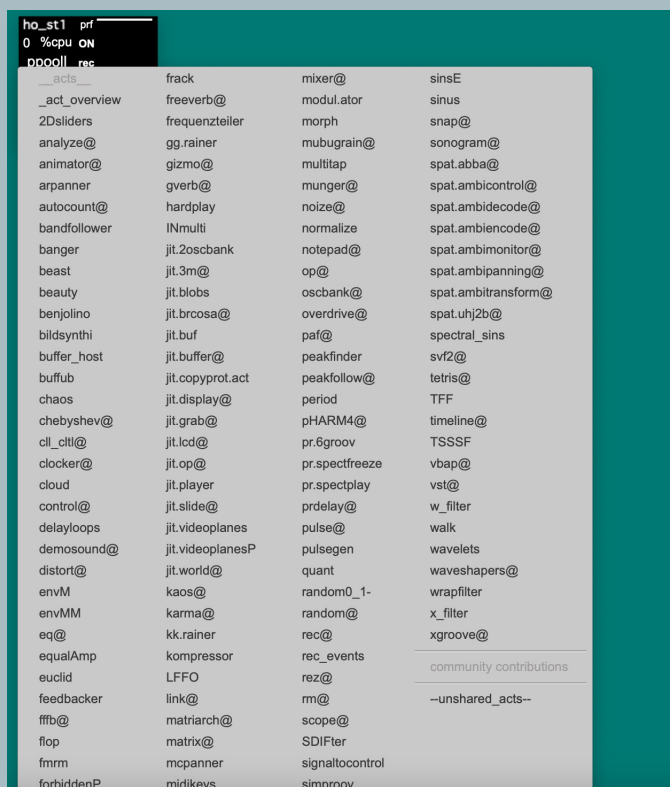 ho_st1 prf
0 %cpu ON
ppooll rec
__acts__
_act_overview
2Dsliders
analyze@
animator@
arpanner
autocount@
bandfollower
banger
beast
beauty
benjolino
bildsynthi
buffer_host
buffub
chaos
chebyshev@
cll_cltl@
clocker@
cloud
control@
delayloops
demosound@
distort@
envM
envMM
eq@
equalAmp
euclid
feedbacker
fffb@
flop
fmrm
forbiddenP
frack
freeverb@
frequenzteiler
gg.rainer
gizmo@
gverb@
hardplay
INmulti
jit.2oscbank
jit.3m@
jit.blobs
jit.brcosa@
jit.buf
jit.buffer@
jit.copyprot.act
jit.display@
jit.grab@
jit.lcd@
jit.op@
jit.player
jit.slide@
jit.videoplanes
jit.videoplanesP
jit.world@
kaos@
karma@
kk.rainer
kompressor
LFFO
link@
matriarch@
matrix@
mcpanner
midikeys
mixer@
modul.ator
morph
mubugrain@
multitap
munger@
noize@
normalize
notepad@
op@
oscbank@
overdrive@
paf@
peakfinder
peakfollow@
period
pHARM4@
pr.6groov
pr.spectfreeze
pr.spectplay
prdelay@
pulse@
pulsegen
quant
random0_1-
random@
rec@
rec_events
rez@
rm@
scope@
SDIFter
signaltocontrol
simproov
sinsE
sinus
snap@
sonogram@
spat.abba@
spat.ambicontrol@
spat.ambidecode@
spat.ambiencode@
spat.ambimonitor@
spat.ambipanning@
spat.ambitransform@
spat.uhj2b@
spectral_sins
svf2@
tetris@
TFF
timeline@
TSSSF
vbap@
vst@
w_filter
walk
wavelets
waveshapers@
wrapfilter
x_filter
xgroove@
community contributions
--unshared_acts--